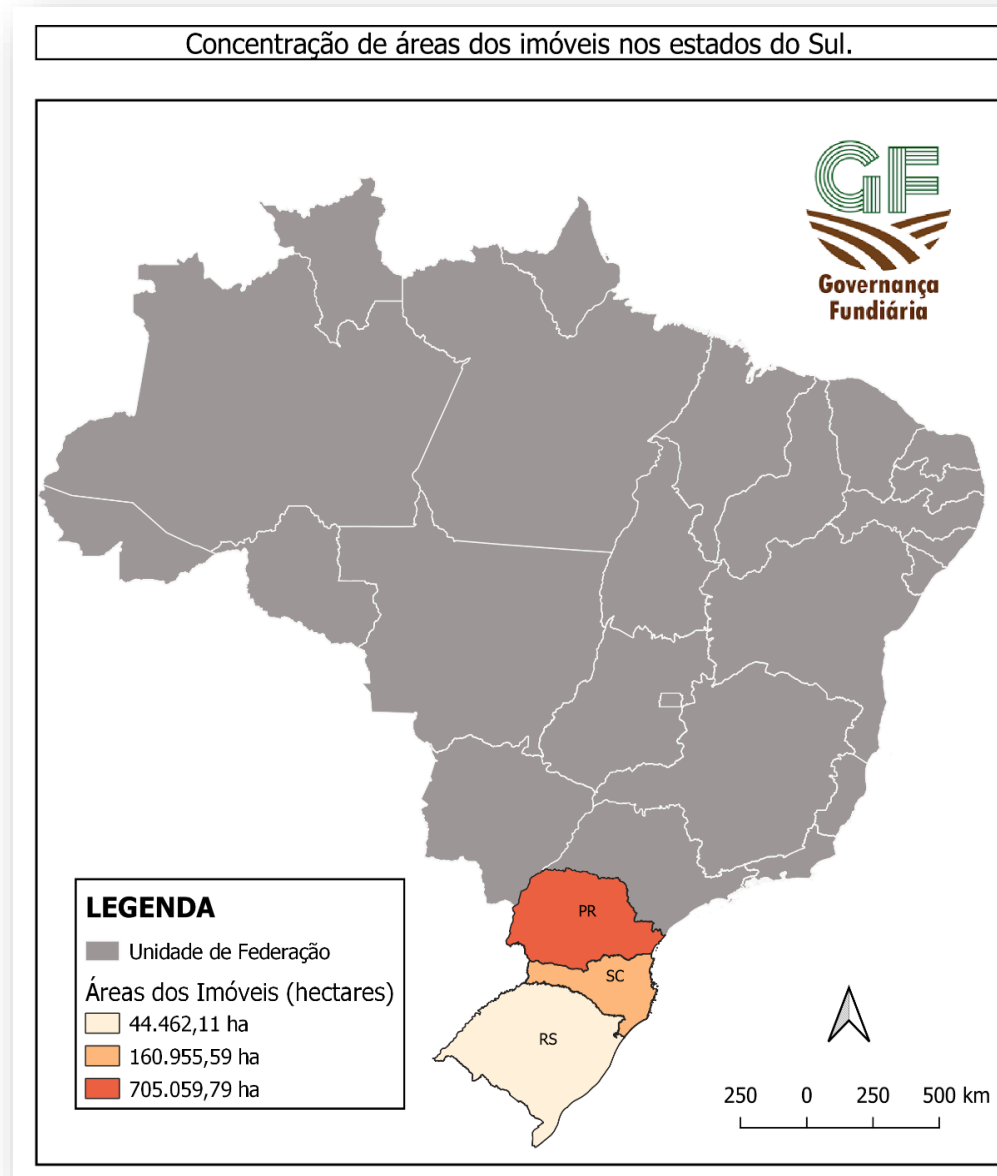 Concentração de áreas dos imóveis nos estados do Sul.
GF
Governança
Fundiária
PR
SC
RS
LEGENDA
Unidade de Federação
Áreas dos Imóveis (hectares)
44.462,11 ha
160.955,59 ha
705.059,79 ha
250 0 250 500 km